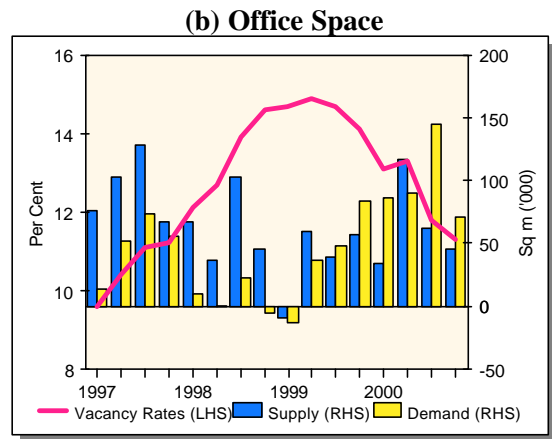 (b) Office Space
16
14
12
10
8
Per Cent
200
150
100
50
0
-50
Sq m ('000)
1997
1998
1999
2000
Vacancy Rates (LHS)
Supply (RHS)
Demand (RHS)